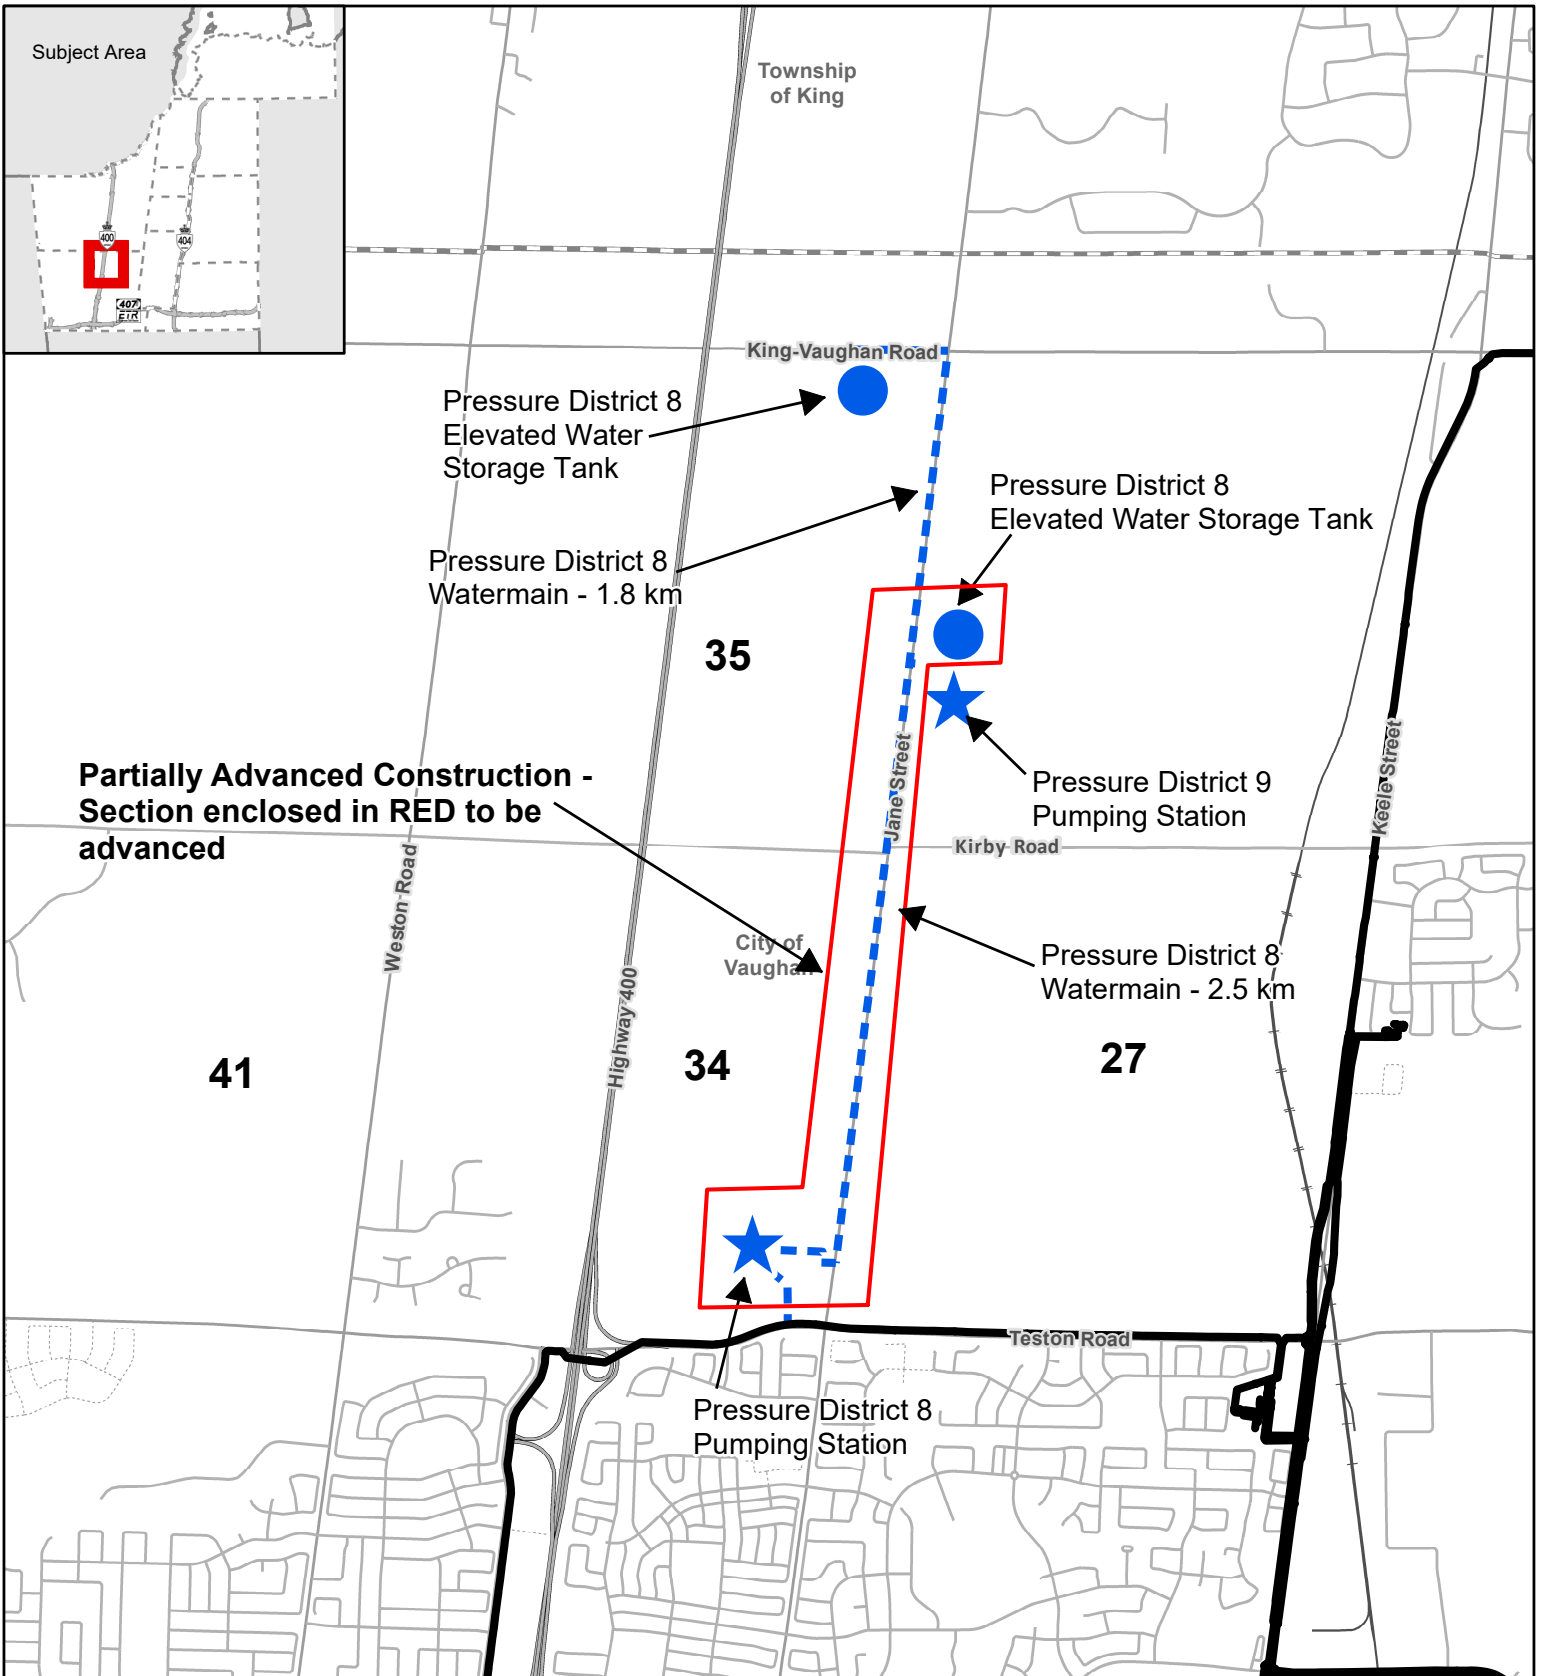 Subject Area
400
404
407
ETR
Township
of King
King-Vaughan Road
Pressure District 8
Elevated Water
Storage Tank
Pressure District 8
Elevated Water Storage Tank
Pressure District 8
Watermain - 1.8 km
35
Partially Advanced Construction -
Section enclosed in RED to be
advanced
Jane Street
Keele Street
Pressure District 9
Pumping Station
Kirby Road
Weston Road
City of
Vaughan
Pressure District 8
Watermain - 2.5 km
Highway 400
41
34
27
Teston Road
Pressure District 8
Pumping Station